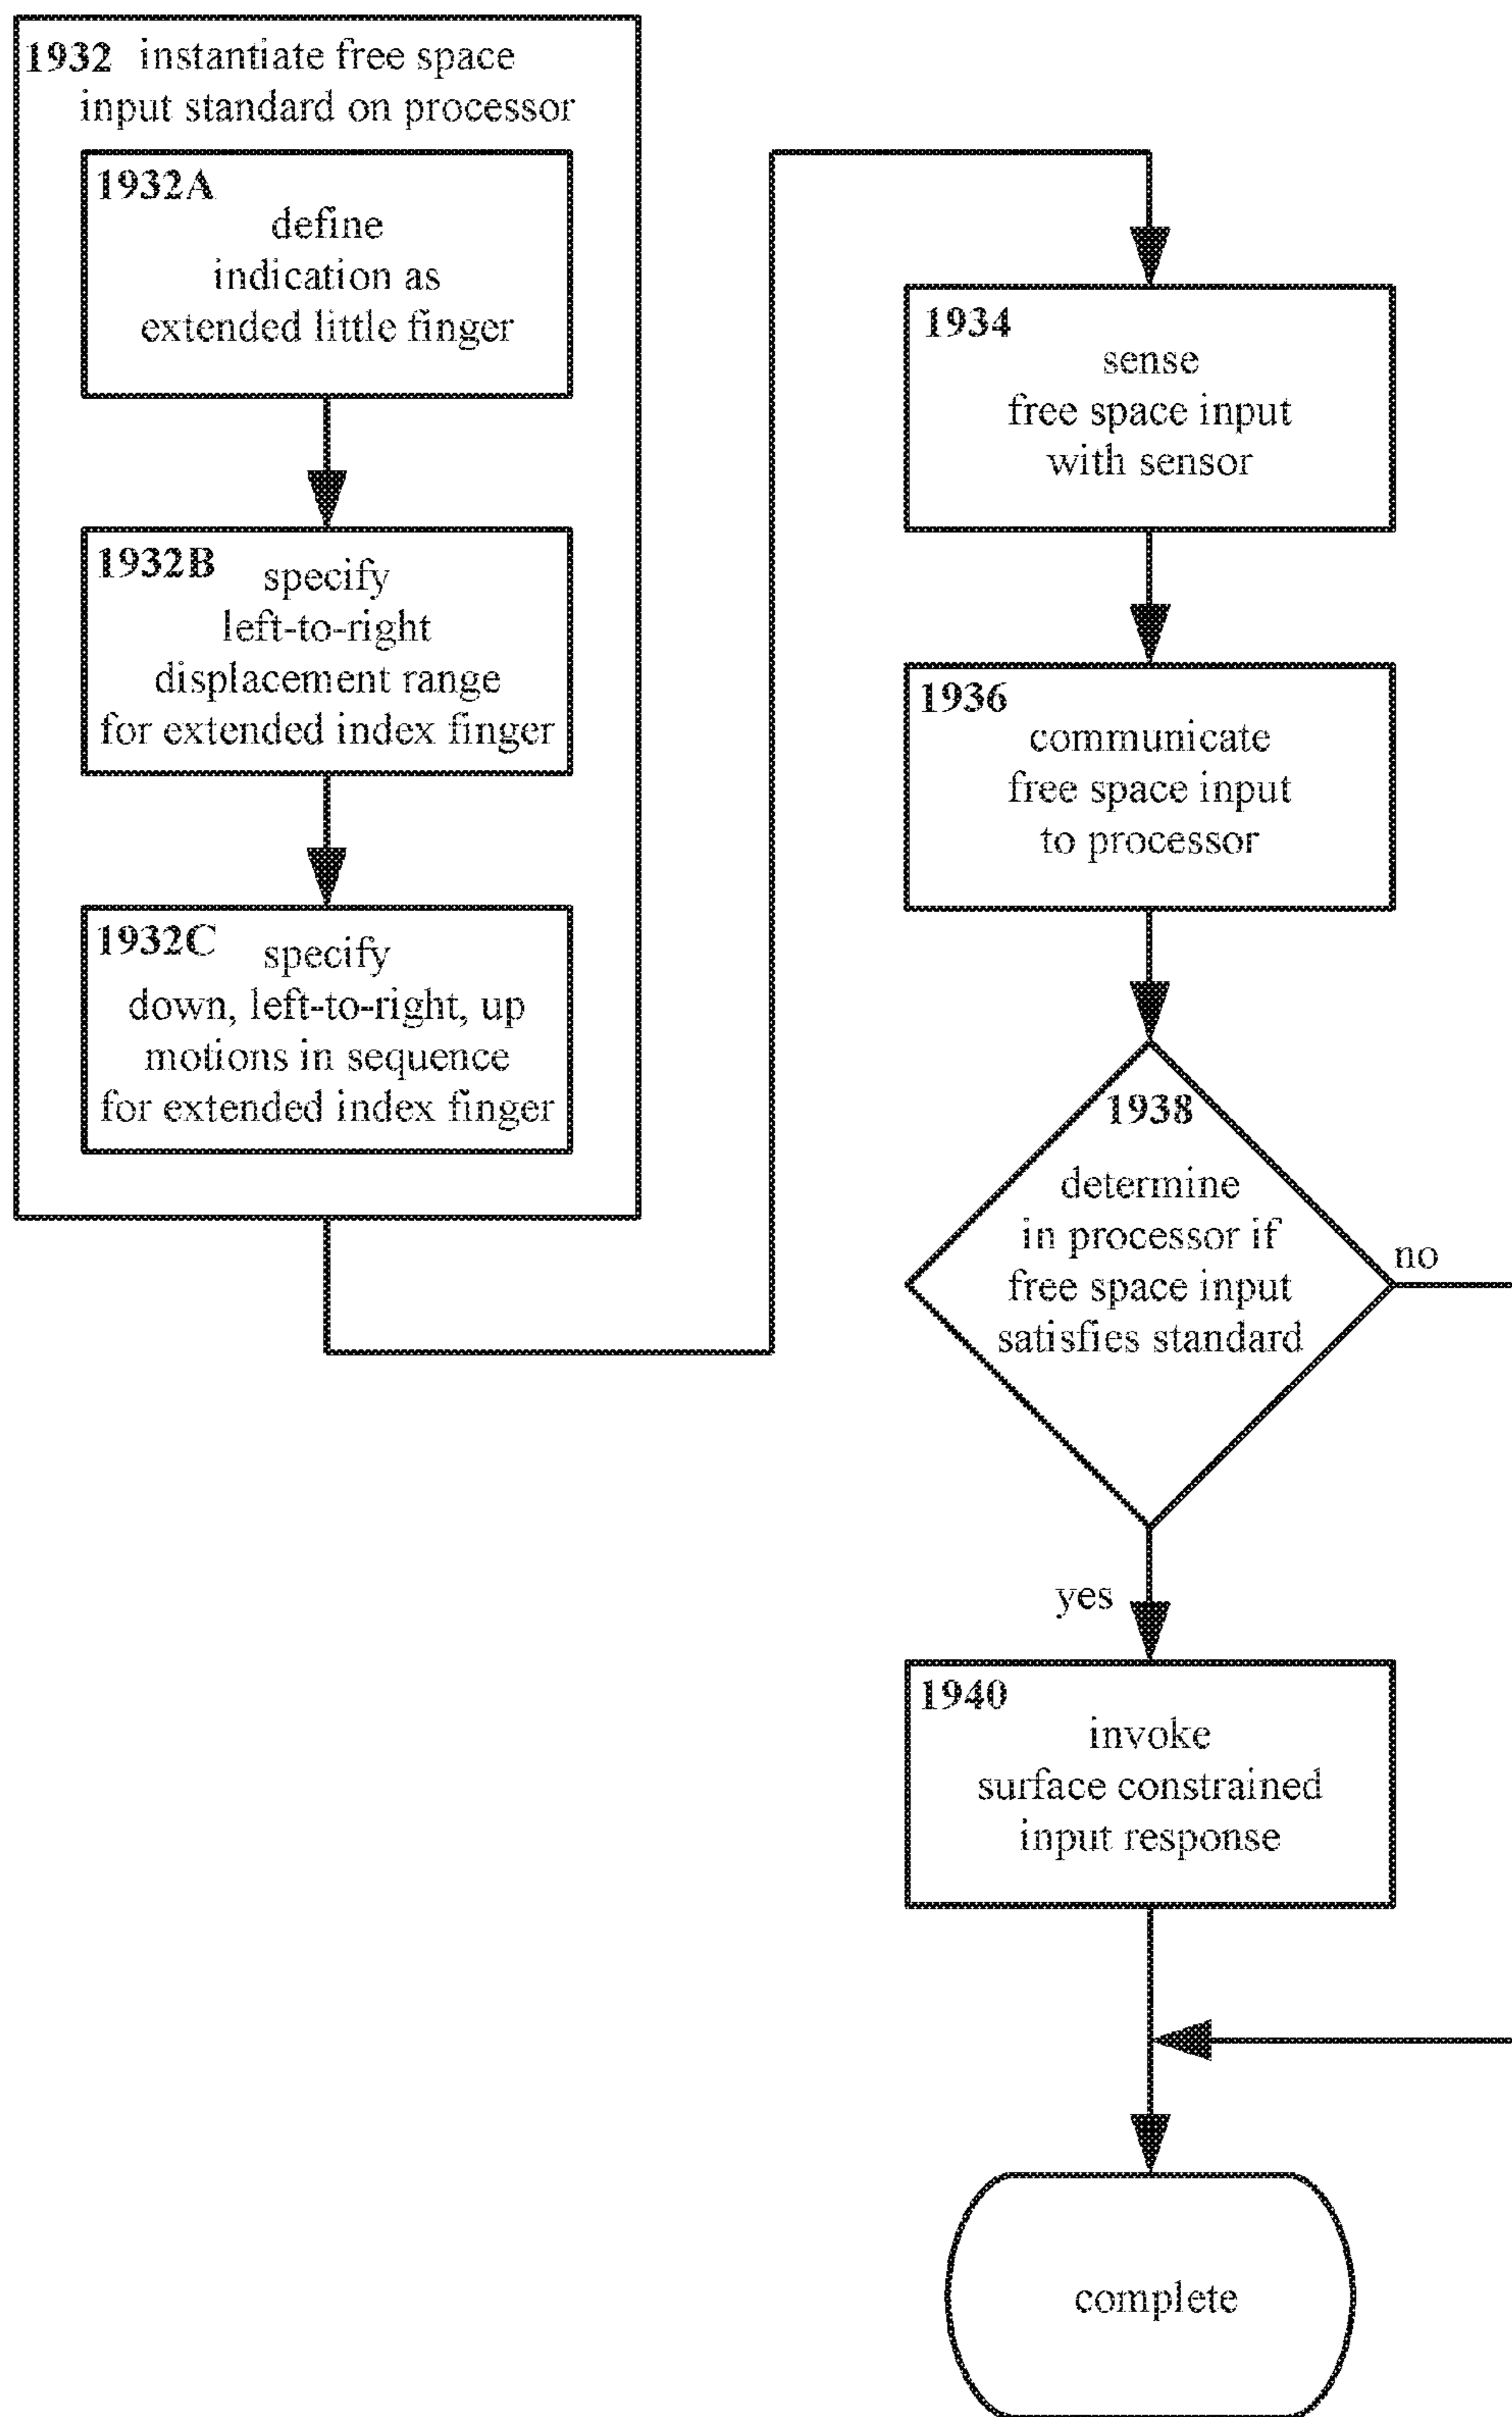 1932 instantiate free space
input standard on processor
1932A
define
indication as
extended little finger
1932B specify
left-to-right
displacement range
for extended index finger
1932C specify
down, left-to-right, up
motions in sequence
for extended index finger
1934
sense
free space input
with sensor
1936
communicate
free space input
to processor
1938
determine
in processor if
free space input
satisfies standard
no
yes
1940
invoke
surface constrained
input response
complete